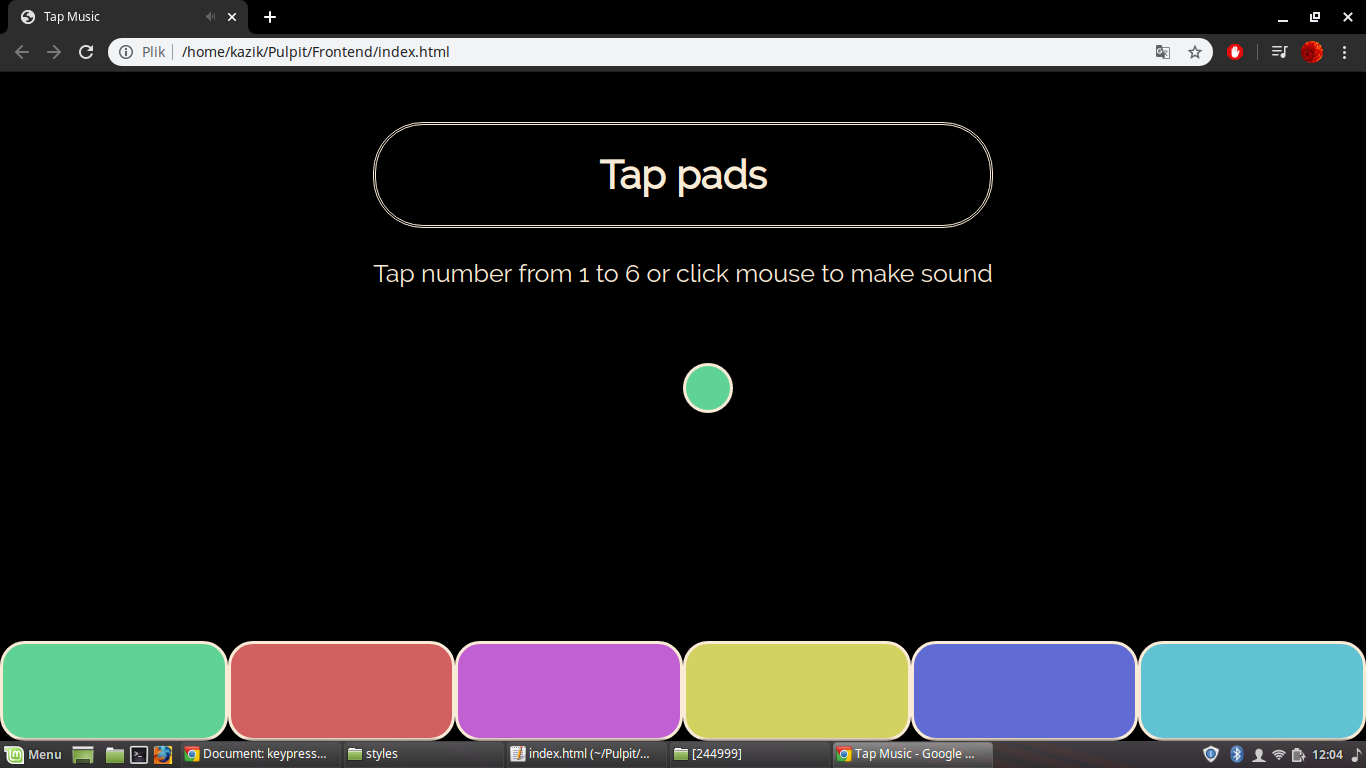 Tap Music
Plik /home/kazik/Pulpit/Frontend/index.html
Tap pads
Tap number from 1 to 6 or click mouse to make sound
Menu
Document: keypress...
styles
index.html (~/Pulpit/...
[244999]
Tap Music - Google ...
12:04